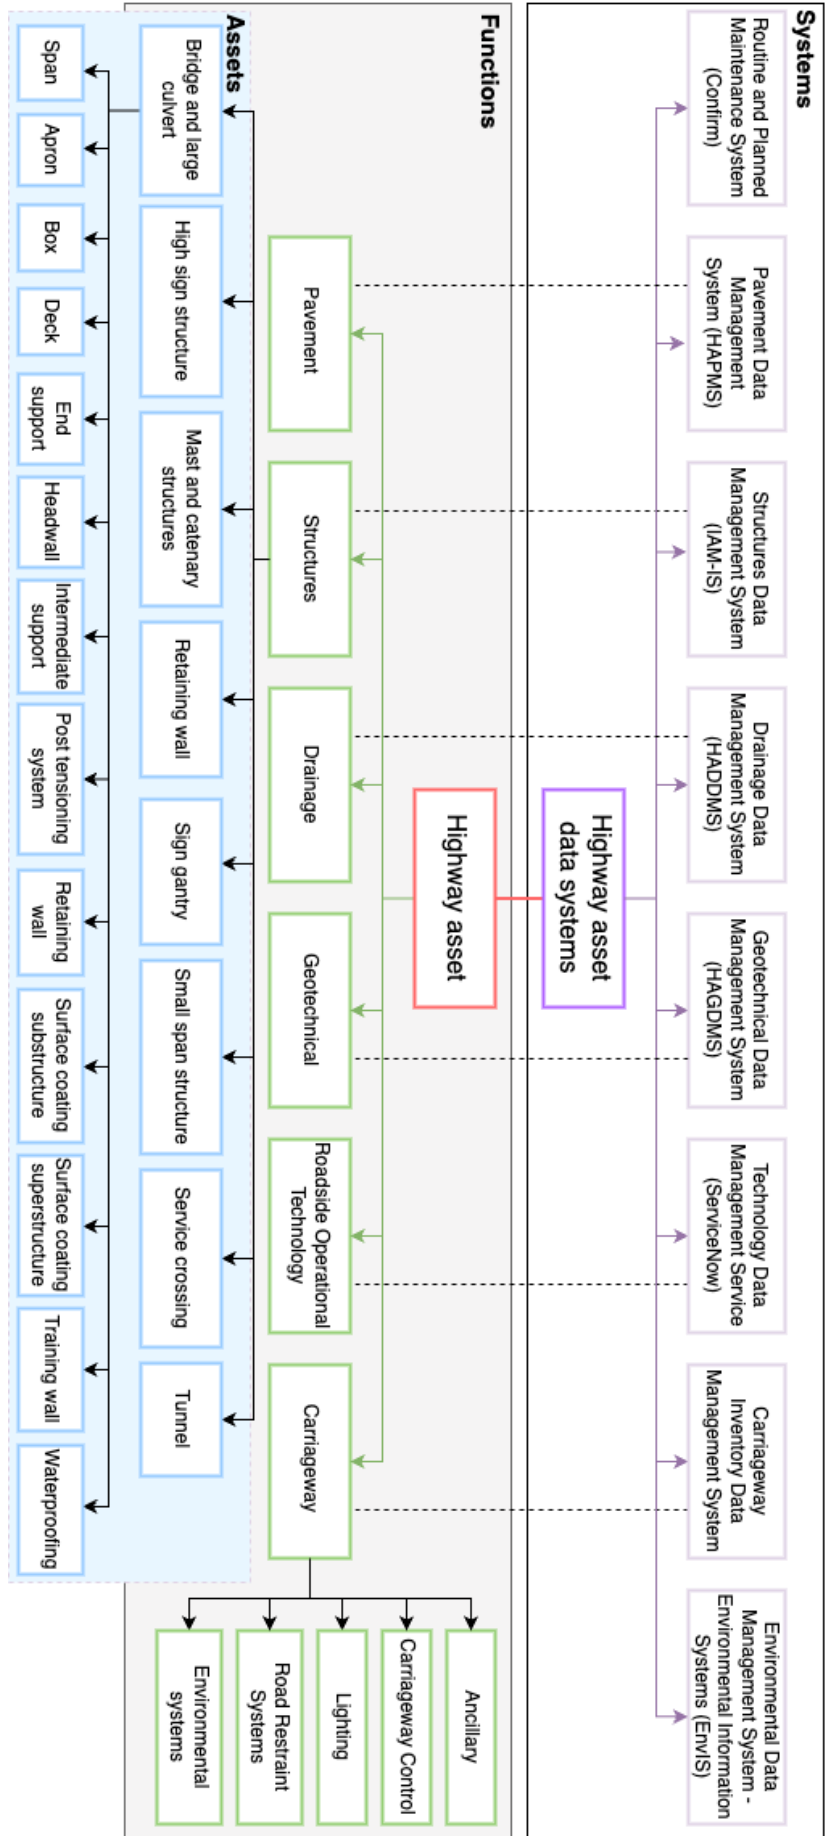 Systems
Routine and Planned
Maintenance System
(Confirm)
Pavement Data
Management
System (HAPMS)
Structures Data
Management System
(IAM-IS)
Drainage Data
Management System
(HADDMS)
Geotechnical Data
Management System
(HAGDMS)
Technology Data
Management Service
(ServiceNow)
Carriageway
Inventory Data
Management System
Environmental Data
Management System -
Environmental Information
Systems (EnvIS)
Highway asset
data systems
Functions
Highway asset
Pavement
Structures
Drainage
Geotechnical
Roadside Operational
Technology
Carriageway
Ancillary
Carriageway Control
Lighting
Road Restraint
Systems
Environmental
systems
Assets
Bridge and large
culvert
High sign structure
Mast and catenary
structures
Retaining wall
Sign gantry
Small span structure
Service crossing
Tunnel
Span
Apron
Box
Deck
End
support
Headwall
Intermediate
support
Post tensioning
system
Retaining
wall
Surface coating
substructure
Surface coating
superstructure
Training wall
Waterproofing